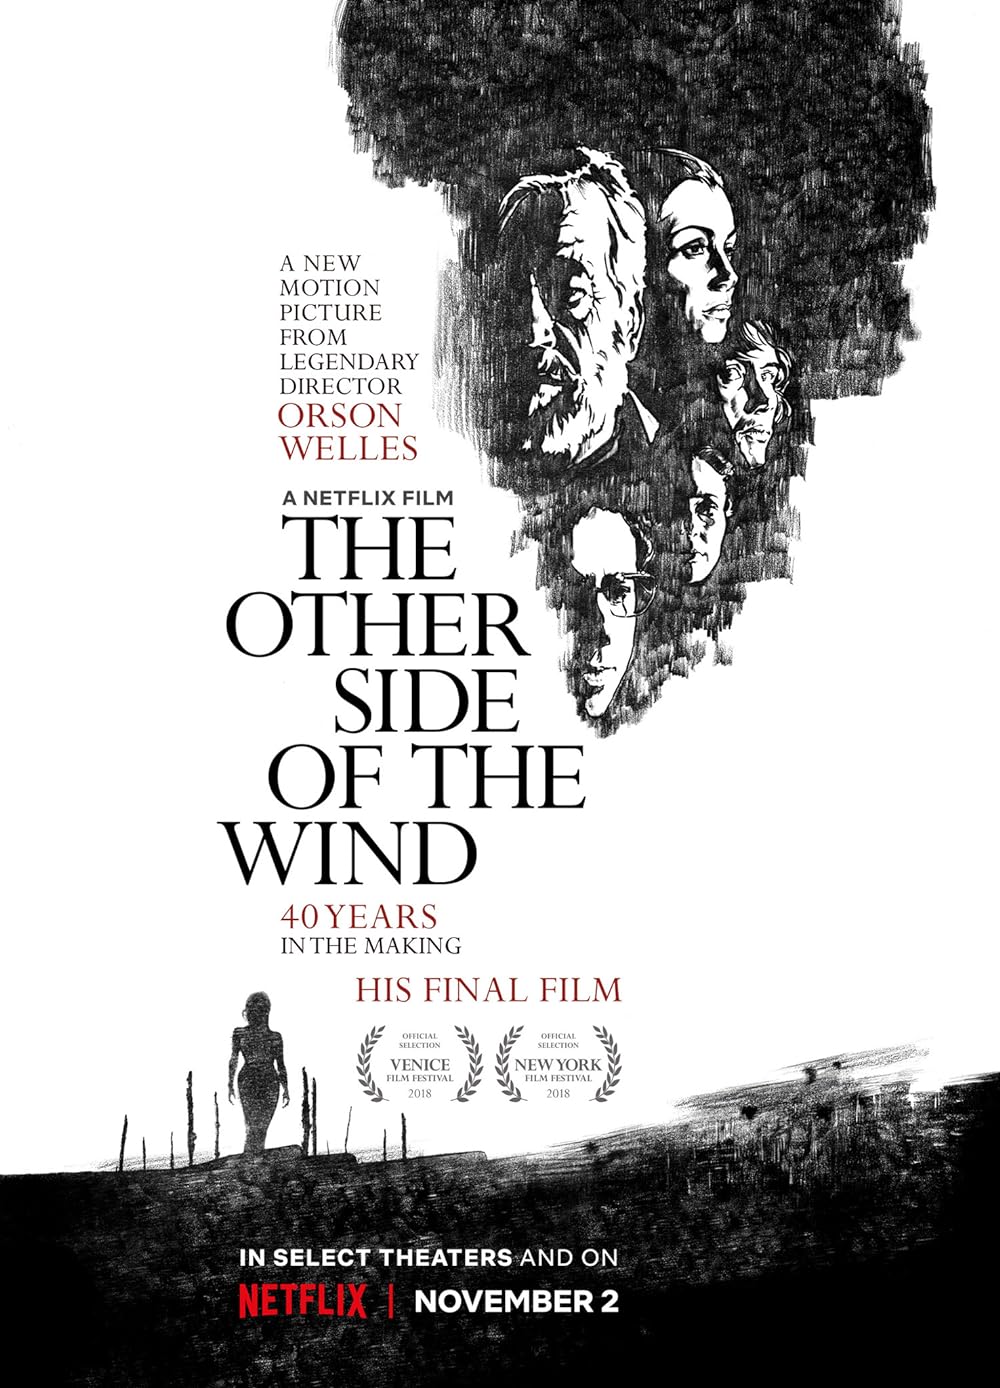 A NEW
MOTION
PICTURE
FROM
LEGENDARY
DIRECTOR
ORSON
WELLES
A NETFLIX FILM
THE
OTHER
SIDE
OF THE
WIND
40 YEARS
IN THE MAKING
HIS FINAL FILM
OFFICIAL
SELECTION
VENICE
FILM FESTIVAL
2018
OFFICIAL
SELECTION
NEW YORK
FILM FESTIVAL
2018
IN SELECT THEATERS AND ON
NETFLIX | NOVEMBER 2